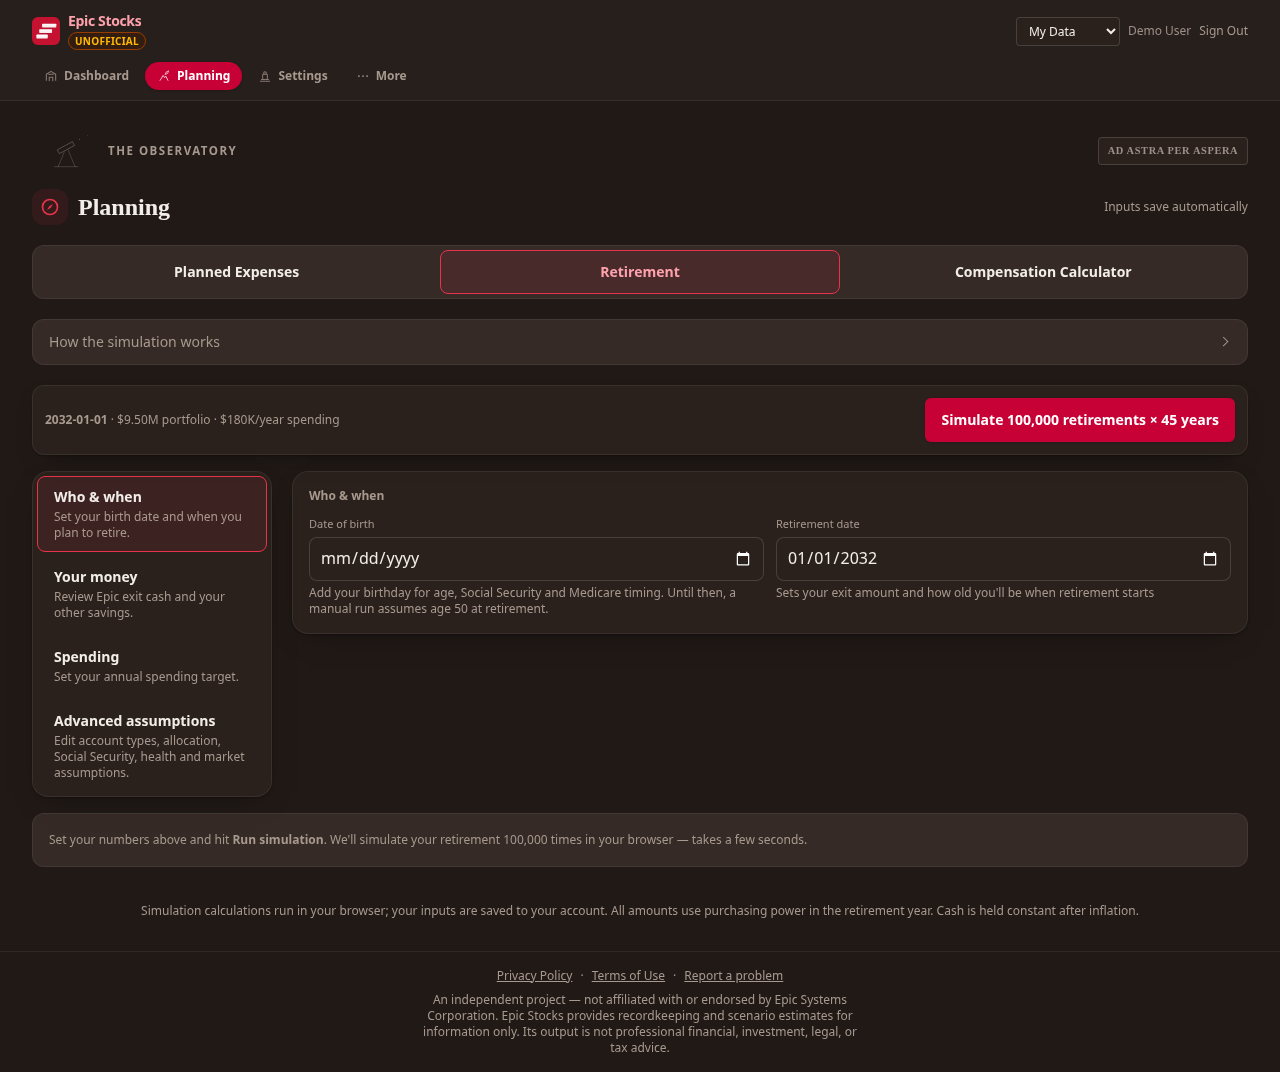 Epic Stocks
UNOFFICIAL
My Data
Demo User
Sign Out
Dashboard
Planning
Settings
More
THE OBSERVATORY
AD ASTRA PER ASPERA
Planning
Inputs save automatically
Planned Expenses
Retirement
Compensation Calculator
How the simulation works
2032-01-01 · $9.50M portfolio · $180K/year spending
Simulate 100,000 retirements × 45 years
Who & when
Set your birth date and when you
plan to retire.
Your money
Review Epic exit cash and your
other savings.
Spending
Set your annual spending target.
Advanced assumptions
Edit account types, allocation,
Social Security, health and market
assumptions.
Who & when
Date of birth
mm/dd/yyyy
Add your birthday for age, Social Security and Medicare timing. Until then, a
manual run assumes age 50 at retirement.
Retirement date
01/01/2032
Sets your exit amount and how old you'll be when retirement starts
Set your numbers above and hit Run simulation. We'll simulate your retirement 100,000 times in your browser — takes a few seconds.
Simulation calculations run in your browser; your inputs are saved to your account. All amounts use purchasing power in the retirement year. Cash is held constant after inflation.
Privacy Policy · Terms of Use · Report a problem
An independent project — not affiliated with or endorsed by Epic Systems
Corporation. Epic Stocks provides recordkeeping and scenario estimates for
information only. Its output is not professional financial, investment, legal, or
tax advice.